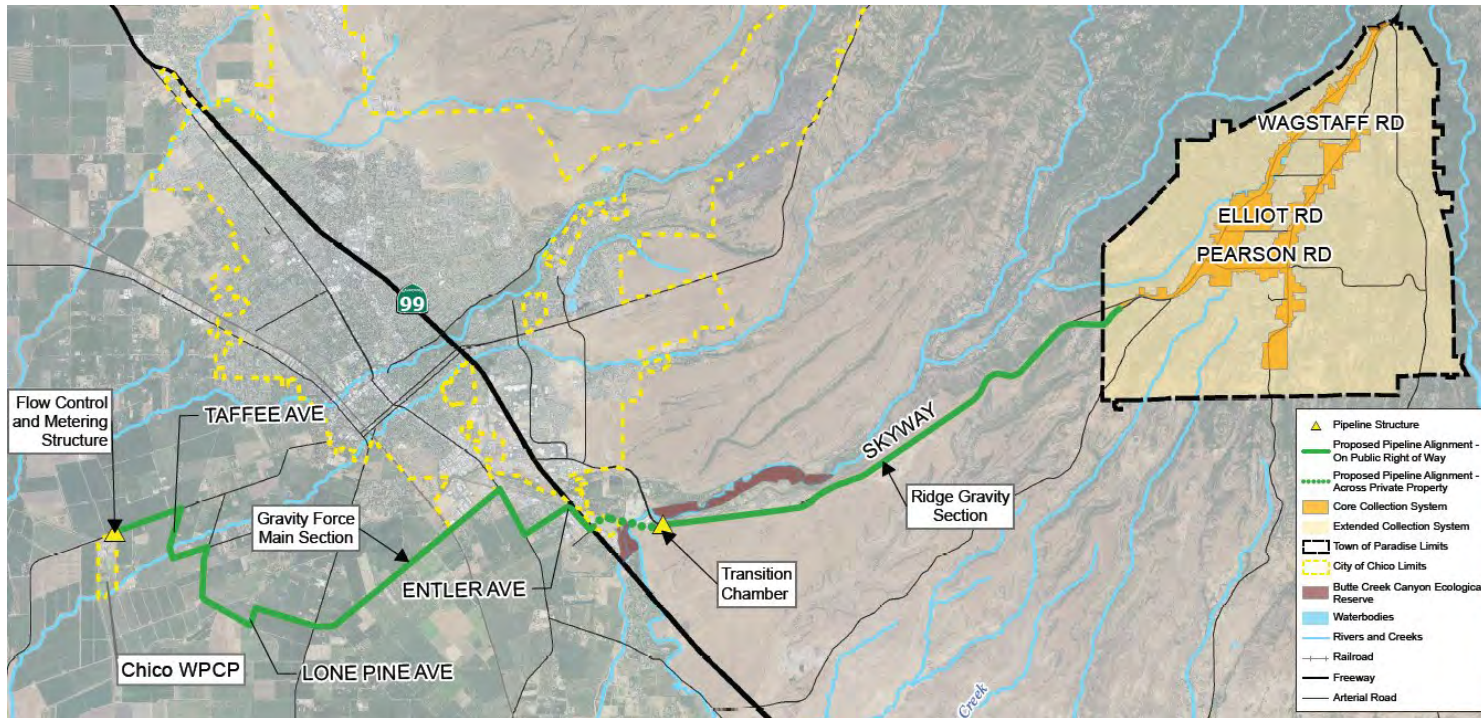 WAGSTAFF RD
ELLIOT RD
PEARSON RD
99
Flow Control
and Metering
Structure
TAFFEE AVE
SKYWAY
Ridge Gravity
Section
Gravity Force
Main Section
ENTLER AVE
Transition
Chamber
Chico WPCP
LONE PINE AVE
Creek
Pipeline Structure
Proposed Pipeline Alignment -
On Public Right of Way
Proposed Pipeline Alignment -
Across Private Property
Core Collection System
Extended Collection System
Town of Paradise Limits
City of Chico Limits
Butte Creek Canyon Ecological
Reserve
Waterbodies
Rivers and Creeks
Railroad
Freeway
Arterial Road